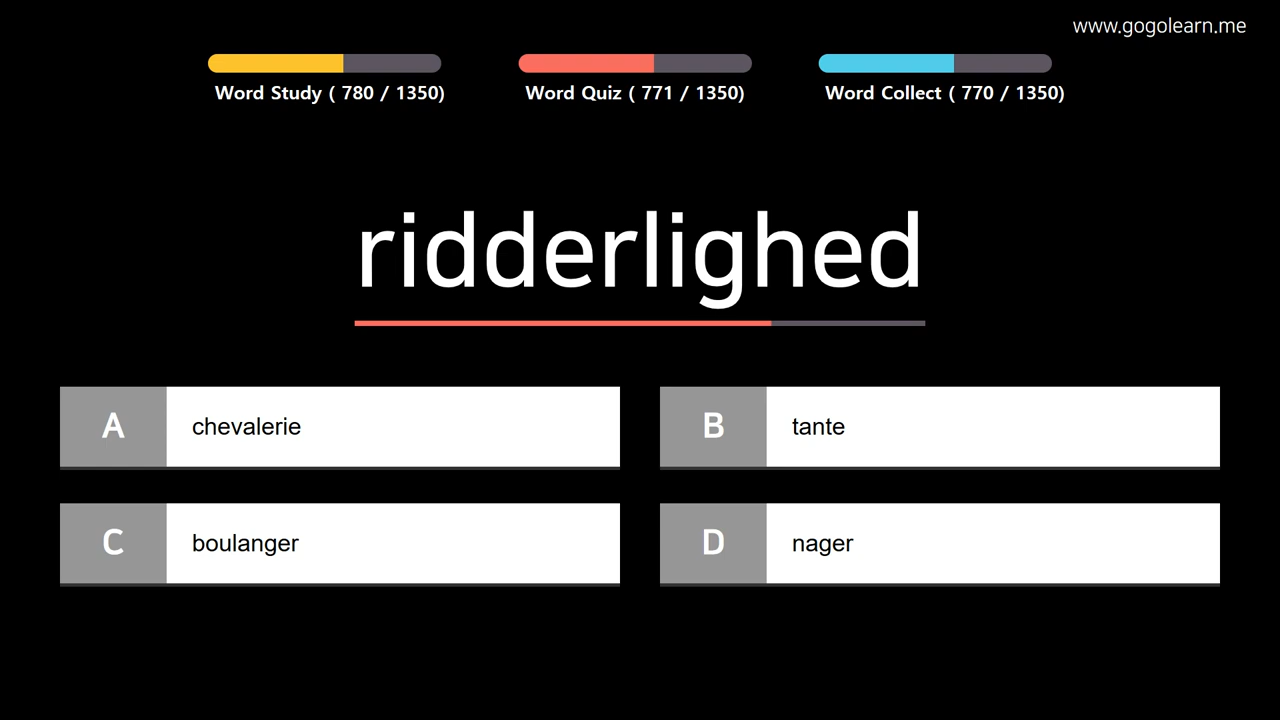 www.gogolearn.me
Word Study ( 780 / 1350)
Word Quiz ( 771 / 1350)
Word Collect ( 770 / 1350)
ridderlighed
A chevalerie
B tante
C boulanger
D nager